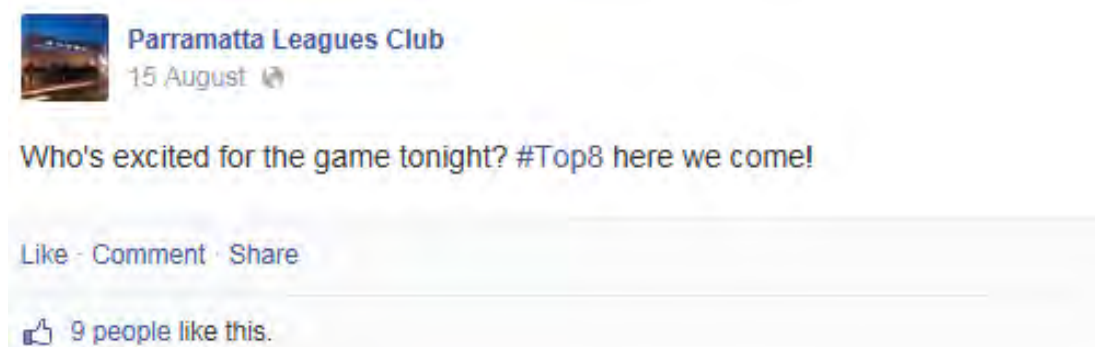 Parramatta Leagues Club
15 August
Who's excited for the game tonight? #Top8 here we come!
Like · Comment · Share
9 people like this.